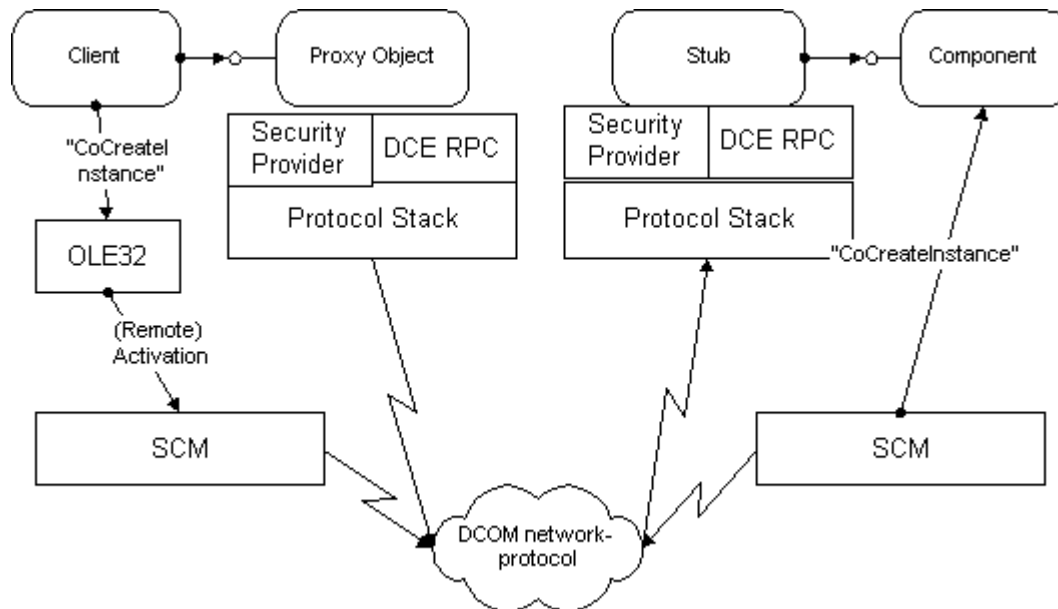 Client
Proxy Object
Stub
Component
Security
Provider
DCE RPC
Protocol Stack
Security
Provider
DCE RPC
Protocol Stack
"CoCreateI
nstance"
OLE32
"CoCreateInstance"
(Remote)
Activation
SCM
SCM
DCOM network-
protocol